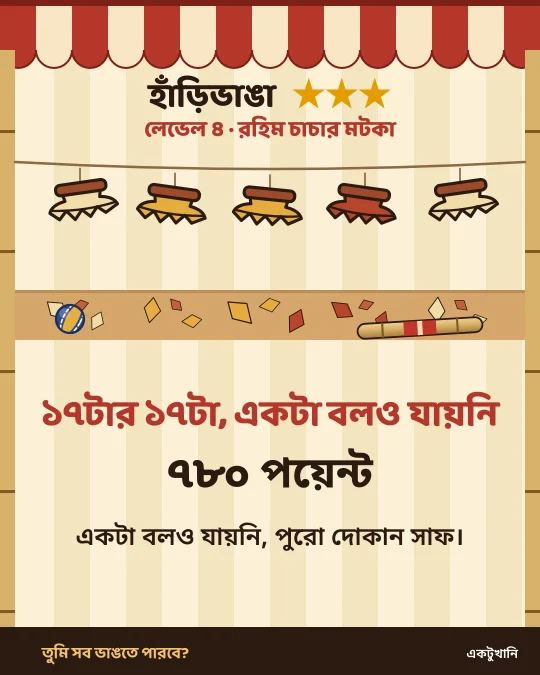 হাঁড়িভাঙা ★★★
লেভেল ৪ · রহিম চাচার মটকা
১৭টার ১৭টা, একটা বলও যায়নি
৭৮০ পয়েন্ট
একটা বলও যায়নি, পুরো দোকান সাফ।
তুমি সব ভাঙতে পারবে?
একটুখানি